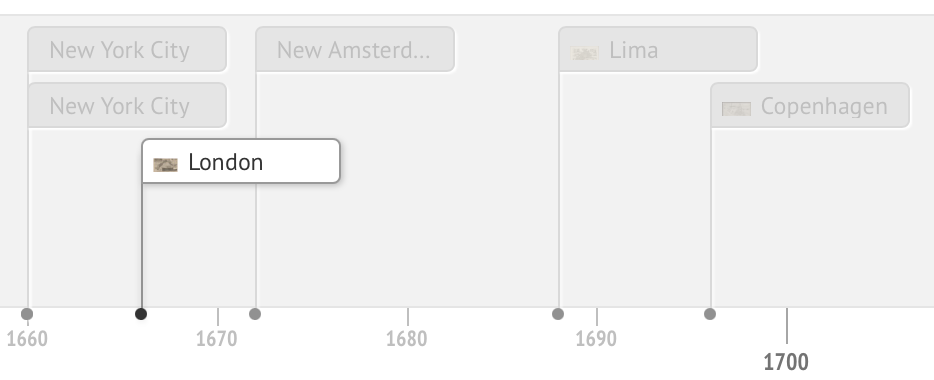 New York City
New Amsterd...
Lima
New York City
Copenhagen
London
1660
1670
1680
1690
1700